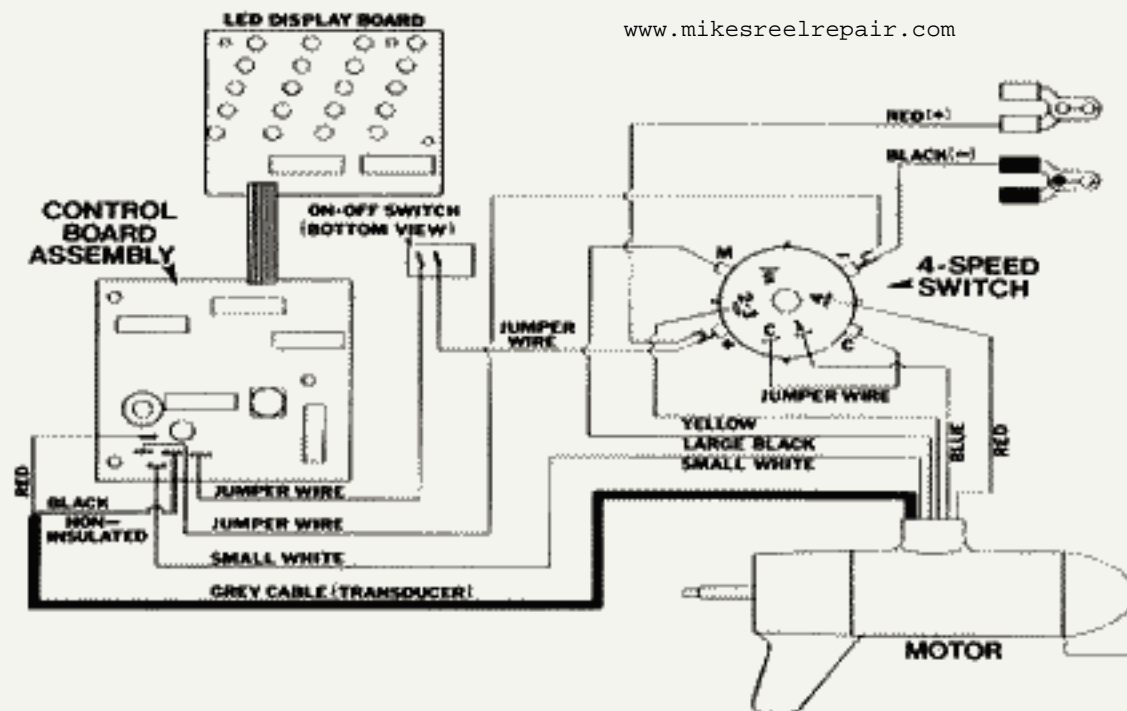 LED DISPLAY BOARD
www.mikesreelrepair.com
RED(+)
BLACK(-)
CONTROL
BOARD
ASSEMBLY
ON-OFF SWITCH
(BOTTOM VIEW)
M
4-SPEED
SWITCH
C
C
+
JUMPER
WIRE
JUMPER WIRE
YELLOW
LARGE BLACK
SMALL WHITE
BLUE
RED
RED
BLACK
NON-
INSULATED
JUMPER WIRE
JUMPER WIRE
SMALL WHITE
GREY CABLE (TRANSDUCER)
MOTOR